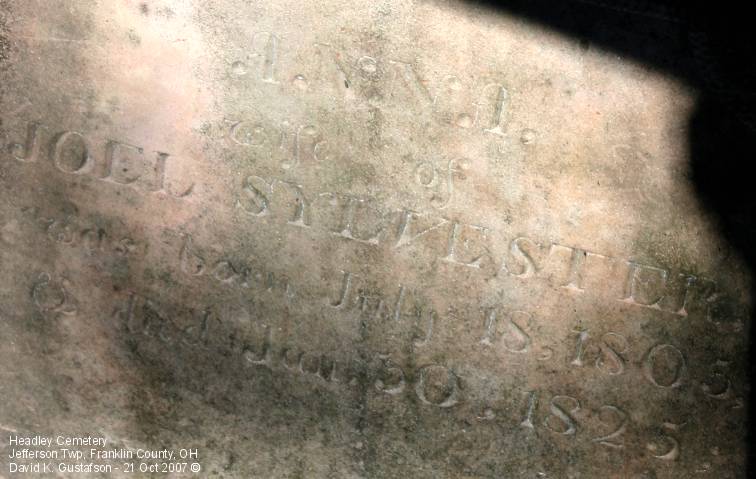 ANNA.
wife of
JOEL SYLVESTER,
was born July 18, 1805,
& died Jan. 30, 1825.
Headley Cemetery
Jefferson Twp, Franklin County, OH
David K. Gustafson - 21 Oct 2007 ©